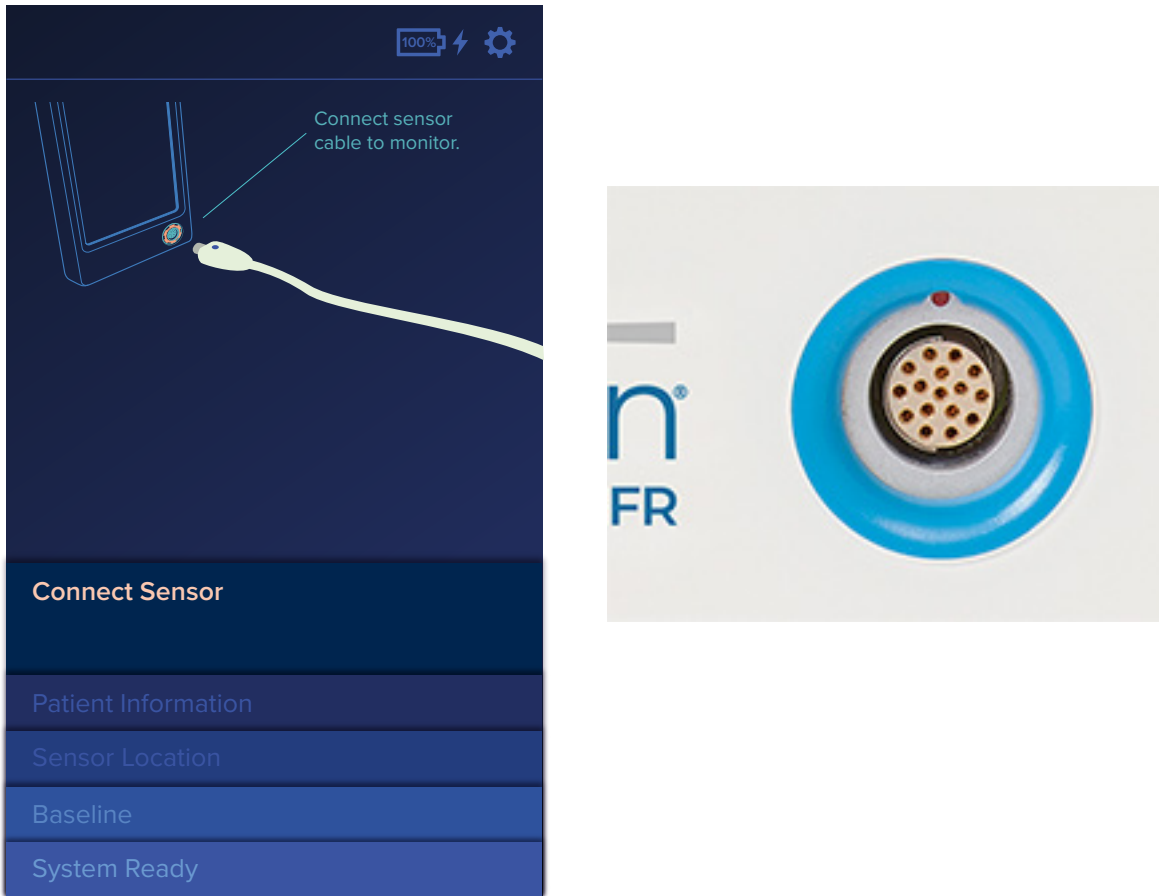 100%
Connect sensor
cable to monitor.
Connect Sensor
Patient Information
Sensor Location
Baseline
System Ready
n®
FR